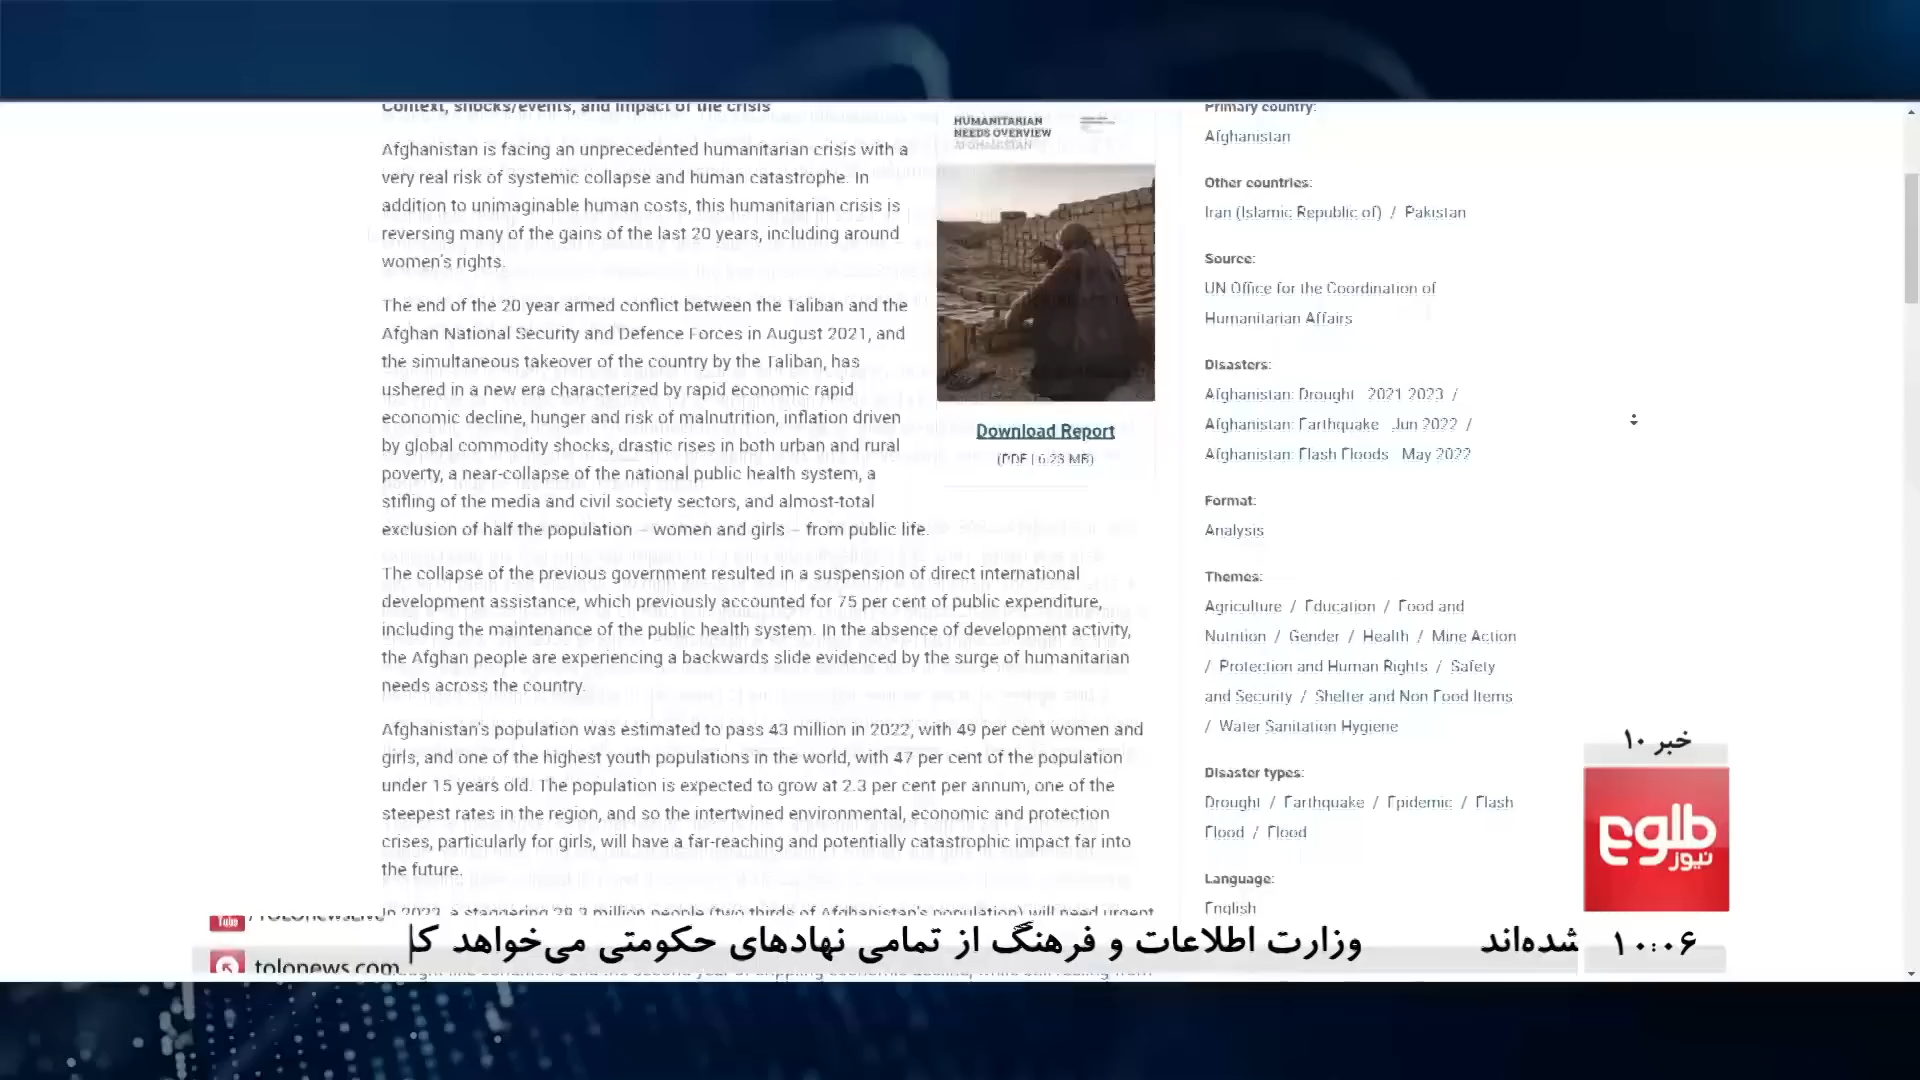 Context, shocks/events, and impact of the crisis
Afghanistan is facing an unprecedented humanitarian crisis with a
very real risk of systemic collapse and human catastrophe. In
addition to unimaginable human costs, this humanitarian crisis is
reversing many of the gains of the last 20 years, including around
women's rights.
The end of the 20 year armed conflict between the Taliban and the
Afghan National Security and Defence Forces in August 2021, and
the simultaneous takeover of the country by the Taliban, has
ushered in a new era characterized by rapid economic rapid
economic decline, hunger and risk of malnutrition, inflation driven
by global commodity shocks, drastic rises in both urban and rural
poverty, a near-collapse of the national public health system, a
stifling of the media and civil society sectors, and almost-total
exclusion of half the population – women and girls – from public life.
The collapse of the previous government resulted in a suspension of direct international
development assistance, which previously accounted for 75 per cent of public expenditure,
including the maintenance of the public health system. In the absence of development activity,
the Afghan people are experiencing a backwards slide evidenced by the surge of humanitarian
needs across the country.
Afghanistan's population was estimated to pass 43 million in 2022, with 49 per cent women and
girls, and one of the highest youth populations in the world, with 47 per cent of the population
under 15 years old. The population is expected to grow at 2.3 per cent per annum, one of the
steepest rates in the region, and so the intertwined environmental, economic and protection
crises, particularly for girls, will have a far-reaching and potentially catastrophic impact far into
the future.
In 2023, a staggering 28.3 million people (two thirds of Afghanistan's population) will need urgent
HUMANITARIAN
NEEDS OVERVIEW
AFGHANISTAN
Download Report
(PDF | 6.23 MB)
Primary country:
Afghanistan
Other countries:
Iran (Islamic Republic of) / Pakistan
Source:
UN Office for the Coordination of
Humanitarian Affairs
Disasters:
Afghanistan: Drought 2021 2023 /
Afghanistan: Earthquake Jun 2022 /
Afghanistan: Flash Floods May 2022
Format:
Analysis
Themes:
Agriculture / Education / Food and
Nutrition / Gender / Health / Mine Action
/ Protection and Human Rights / Safety
and Security / Shelter and Non Food Items
/ Water Sanitation Hygiene
Disaster types:
Drought / Earthquake / Epidemic / Flash
Flood / Flood
Language:
English
خبر ۱۰
طلوع
نیوز
Tube /TOLOnewsLive
tolonews.com
شده‌اند وزارت اطلاعات و فرهنگ از تمامی نهادهای حکومتی می‌خواهد
۱۰:۰۶